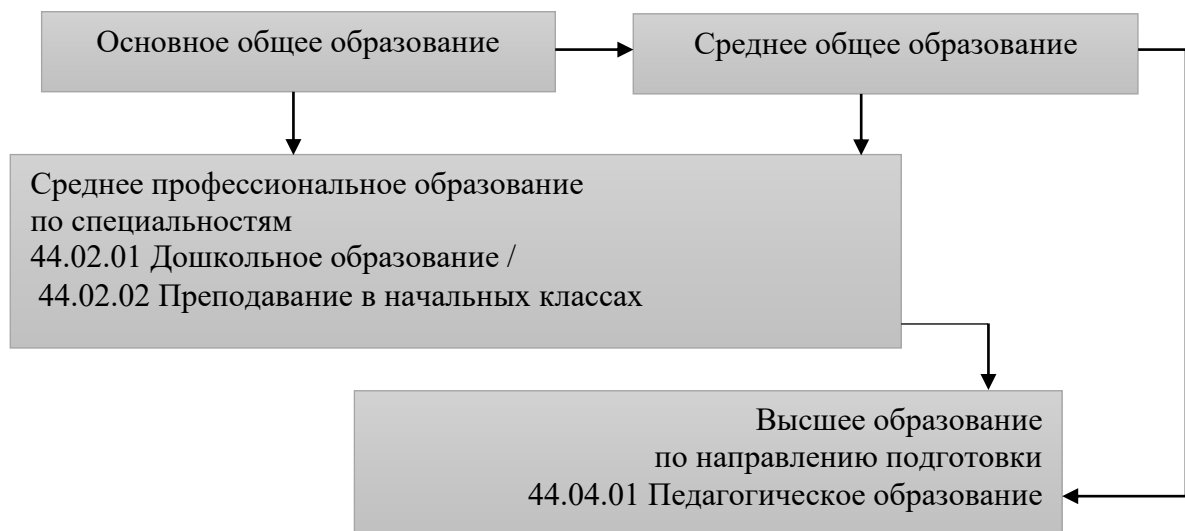 Основное общее образование
Среднее общее образование
Среднее профессиональное образование
по специальностям
44.02.01 Дошкольное образование /
44.02.02 Преподавание в начальных классах
Высшее образование
по направлению подготовки
44.04.01 Педагогическое образование